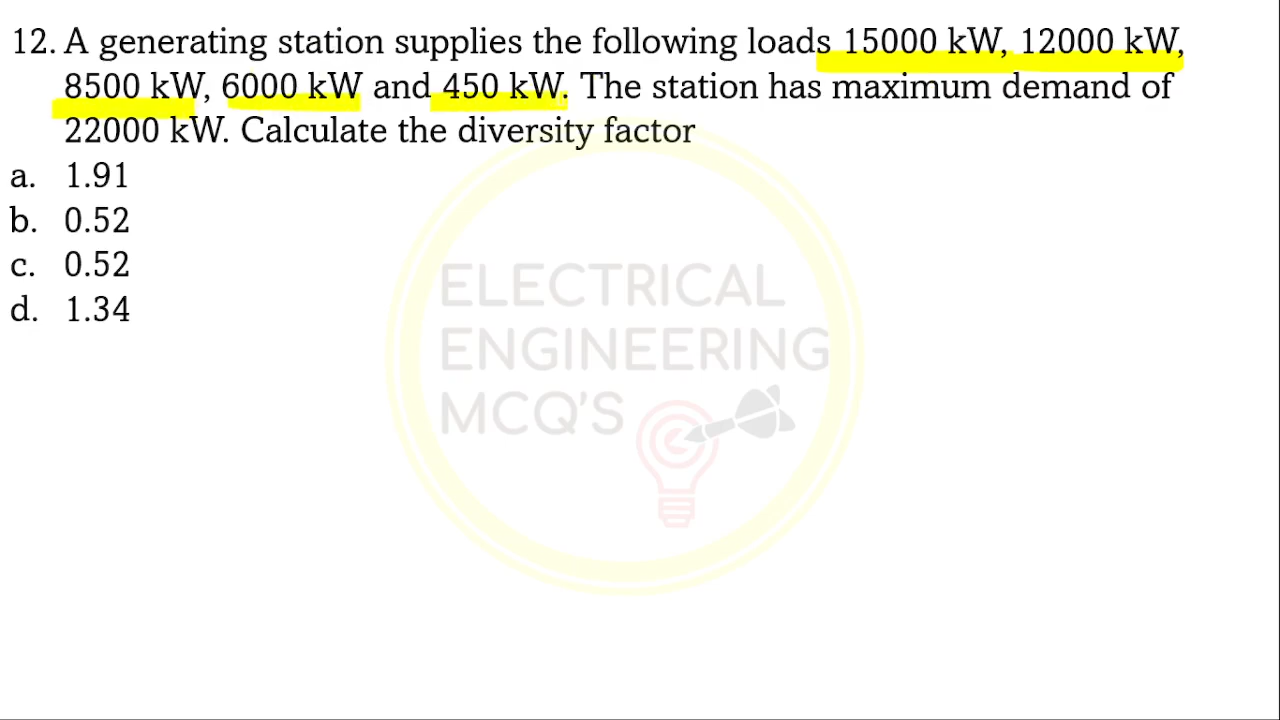 12. A generating station supplies the following loads 15000 kW, 12000 kW,
8500 kW, 6000 kW and 450 kW. The station has maximum demand of
22000 kW. Calculate the diversity factor
a. 1.91
b. 0.52
c. 0.52
d. 1.34
ELECTRICAL
ENGINEERING
MCQ'S